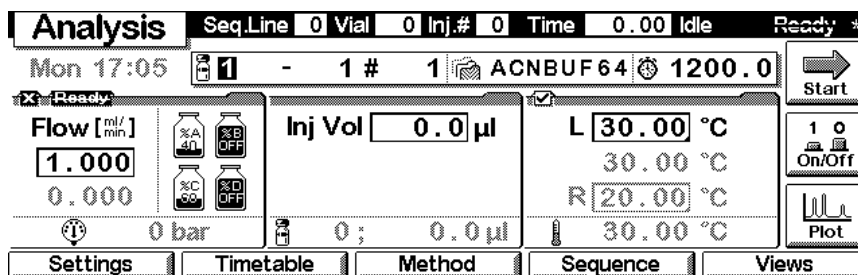 Analysis Seq.Line 0 Vial 0 Inj.# 0 Time 0.00 Idle Ready *
Mon 17:05 1 - 1 # 1 ACNBUF64 1200.0
Start
Ready
Flow [ml/min] %A 40 %B OFF Inj Vol 0.0 µl L 30.00 °C
1 0
On/Off
1.000 30.00 °C
0.000 %C 60 %D OFF R 20.00 °C
0 bar 0; 0.0 µl 30.00 °C
Plot
Settings Timetable Method Sequence Views